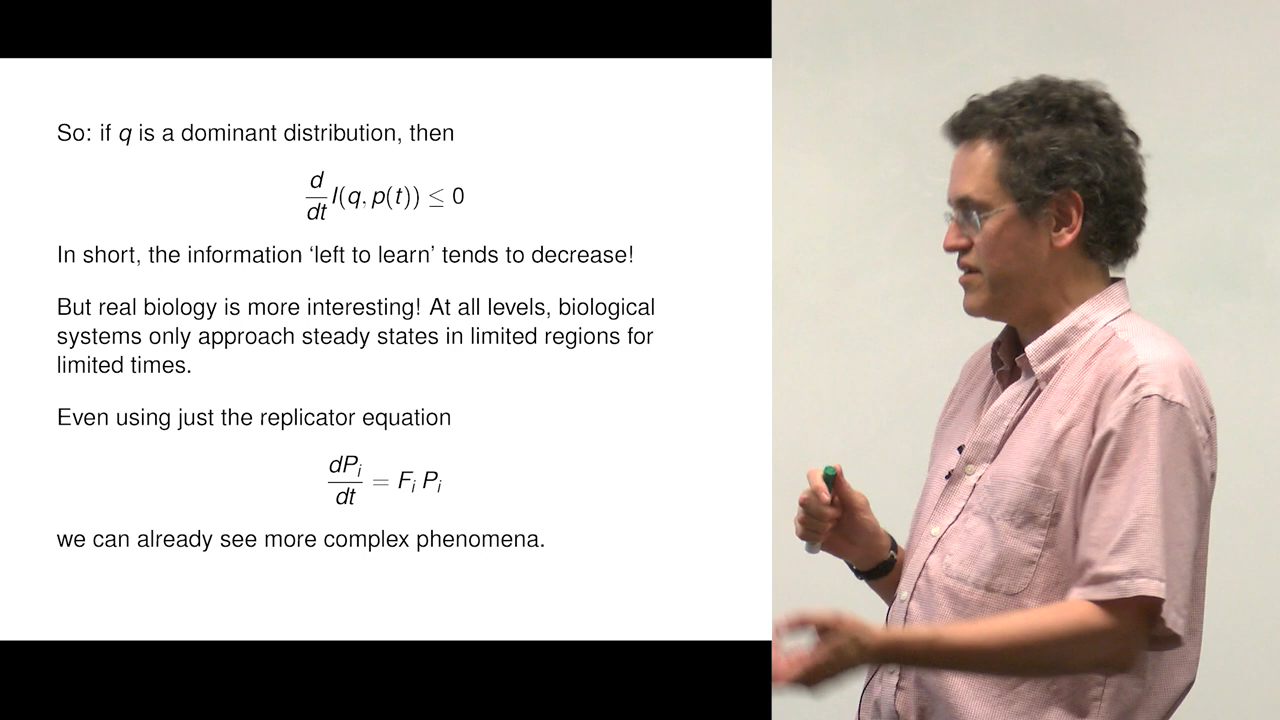 So: if q is a dominant distribution, then
d/dt I(q, p(t)) ≤ 0
In short, the information ‘left to learn’ tends to decrease!
But real biology is more interesting! At all levels, biological
systems only approach steady states in limited regions for
limited times.
Even using just the replicator equation
dP_i/dt = F_i P_i
we can already see more complex phenomena.